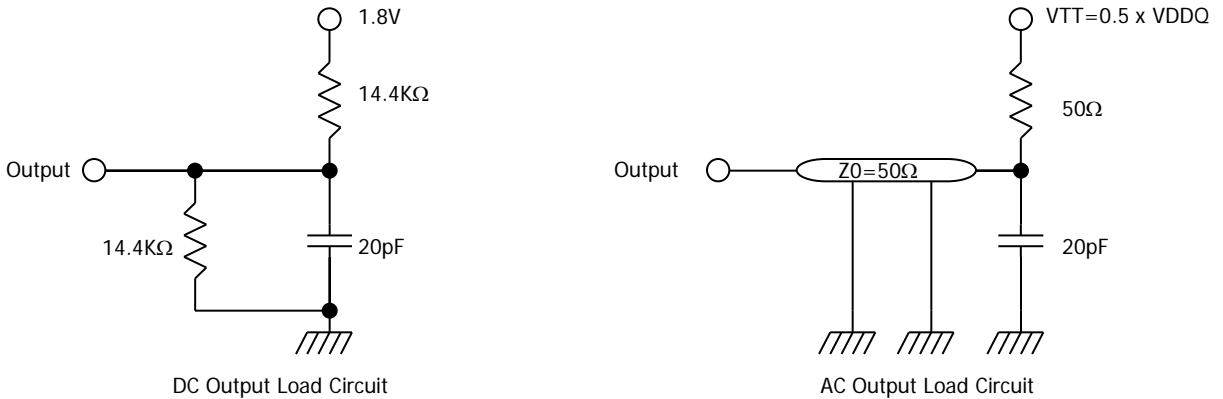 1.8V
14.4KΩ
Output
14.4KΩ
20pF
DC Output Load Circuit
VTT=0.5 x VDDQ
50Ω
Output
Z0=50Ω
20pF
AC Output Load Circuit